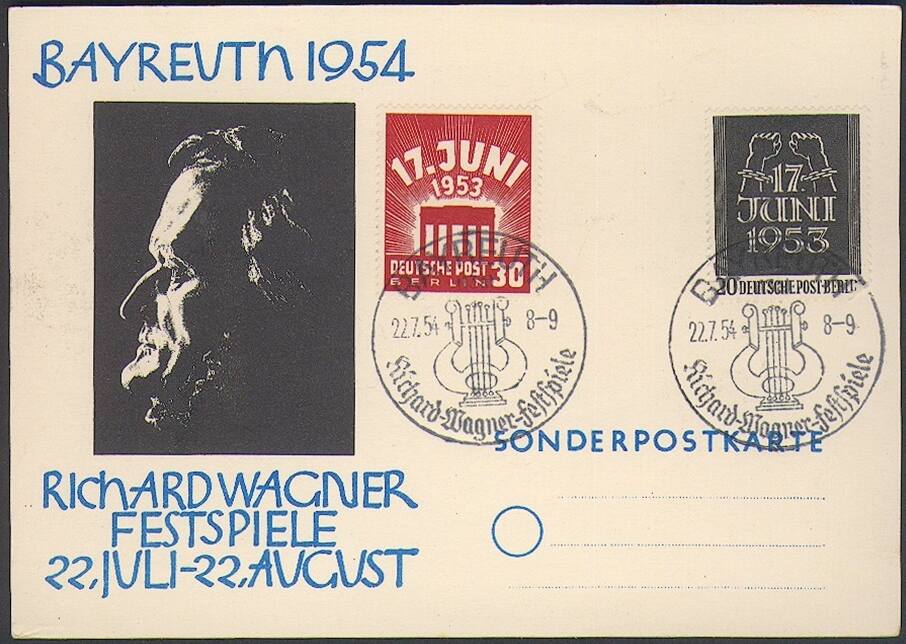 BAYREUTH 1954
17. JUNI
1953
DEUTSCHE POST
BERLIN 30
17.
JUNI
1953
20 DEUTSCHE POST BERLIN
BAYREUTH
22.7.54 8-9
Richard-Wagner-Festspiele
BAYREUTH
22.7.54 8-9
Richard-Wagner-Festspiele
SONDERPOSTKARTE
RICHARD WAGNER
FESTSPIELE
22, JULI-22, AUGUST